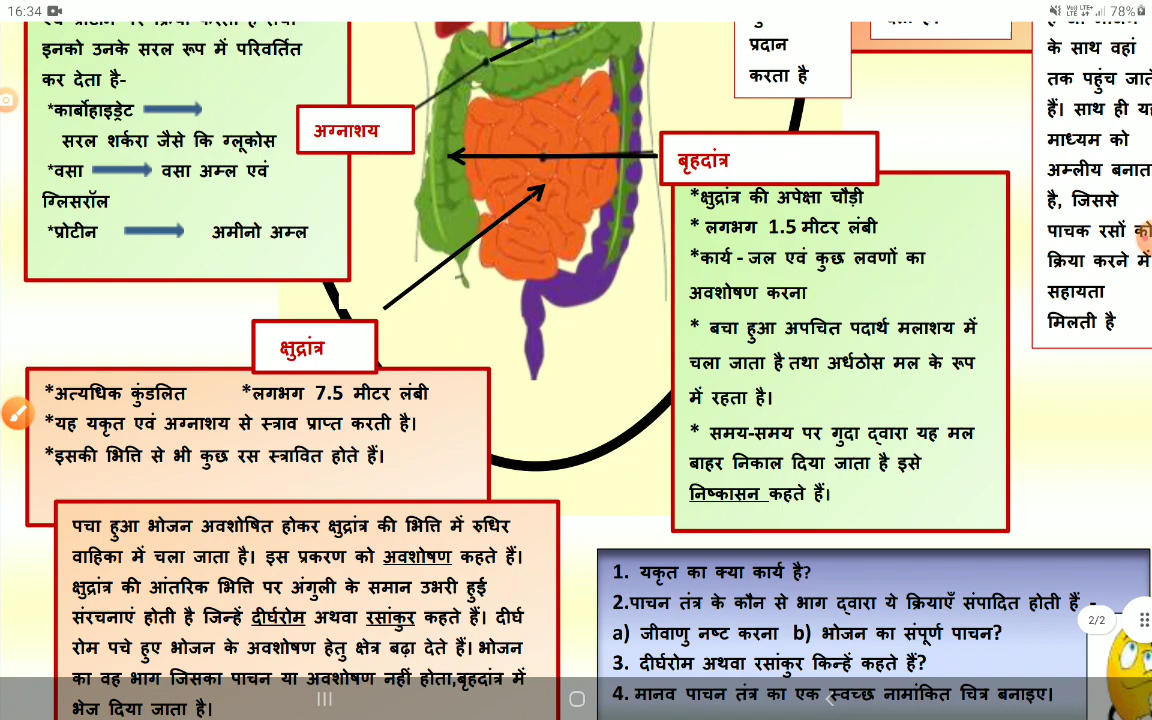 16:34
78%
इनको उनके सरल रूप में परिवर्तित
कर देता है-
*कार्बोहाइड्रेट
सरल शर्करा जैसे कि ग्लूकोस
*वसा वसा अम्ल एवं
ग्लिसरॉल
*प्रोटीन अमीनो अम्ल
अग्नाशय
क्षुद्रांत्र
*अत्यधिक कुंडलित *लगभग 7.5 मीटर लंबी
*यह यकृत एवं अग्नाशय से स्त्राव प्राप्त करती है।
*इसकी भित्ति से भी कुछ रस स्त्रावित होते हैं।
पचा हुआ भोजन अवशोषित होकर क्षुद्रांत्र की भित्ति में रुधिर
वाहिका में चला जाता है। इस प्रकरण को अवशोषण कहते हैं।
क्षुद्रांत्र की आंतरिक भित्ति पर अंगुली के समान उभरी हुई
संरचनाएं होती है जिन्हें दीर्घरोम अथवा रसांकुर कहते हैं। दीर्घ
रोम पचे हुए भोजन के अवशोषण हेतु क्षेत्र बढ़ा देते हैं। भोजन
का वह भाग जिसका पाचन या अवशोषण नहीं होता,बृहदांत्र में
भेज दिया जाता है।
प्रदान
करता है
बृहदांत्र
*क्षुद्रांत्र की अपेक्षा चौड़ी
* लगभग 1.5 मीटर लंबी
*कार्य - जल एवं कुछ लवणों का
अवशोषण करना
* बचा हुआ अपचित पदार्थ मलाशय में
चला जाता है तथा अर्धठोस मल के रूप
में रहता है।
* समय-समय पर गुदा द्वारा यह मल
बाहर निकाल दिया जाता है इसे
निष्कासन कहते हैं।
के साथ वहां
तक पहुंच जाते
हैं। साथ ही यह
माध्यम को
अम्लीय बनाता
है, जिससे
पाचक रसों को
क्रिया करने में
सहायता
मिलती है
1. यकृत का क्या कार्य है?
2.पाचन तंत्र के कौन से भाग द्वारा ये क्रियाएँ संपादित होती हैं -
a) जीवाणु नष्ट करना b) भोजन का संपूर्ण पाचन?
3. दीर्घरोम अथवा रसांकुर किन्हें कहते हैं?
4. मानव पाचन तंत्र का एक स्वच्छ नामांकित चित्र बनाइए।
2/2